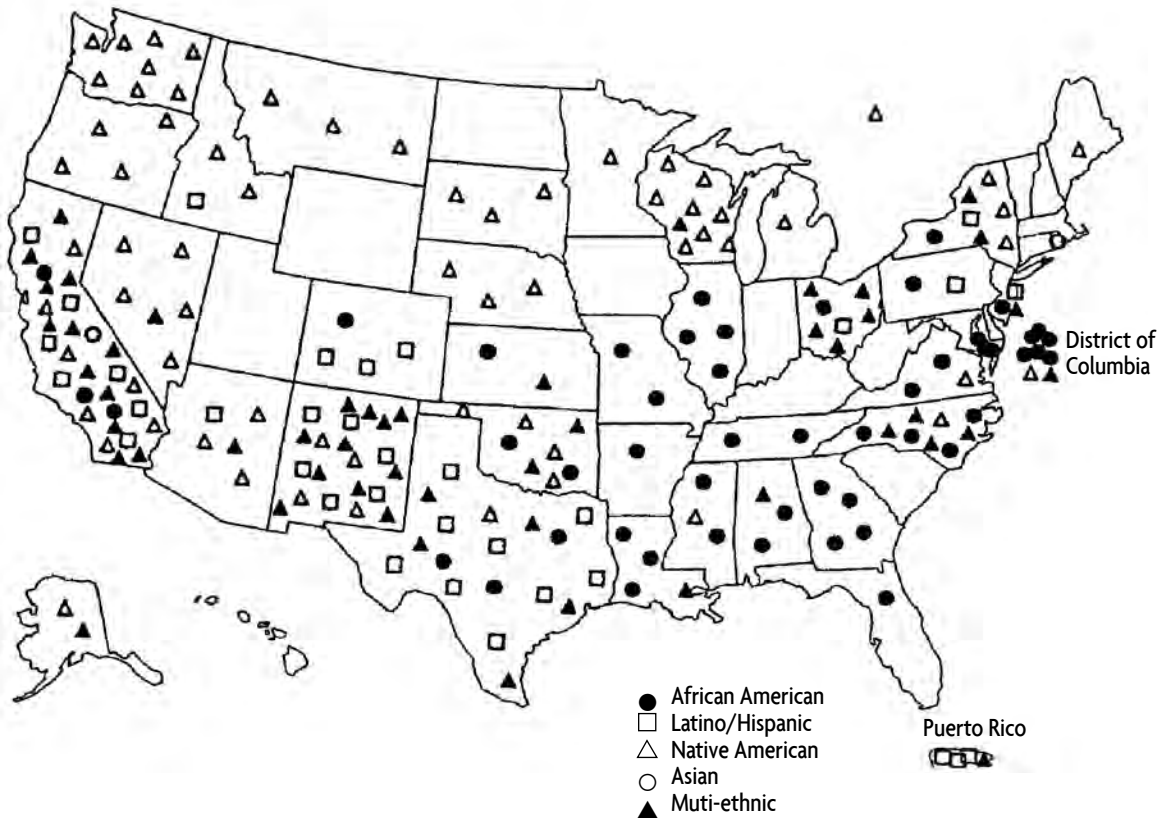 District of
Columbia
African American
Latino/Hispanic
Native American
Asian
Muti-ethnic
Puerto Rico